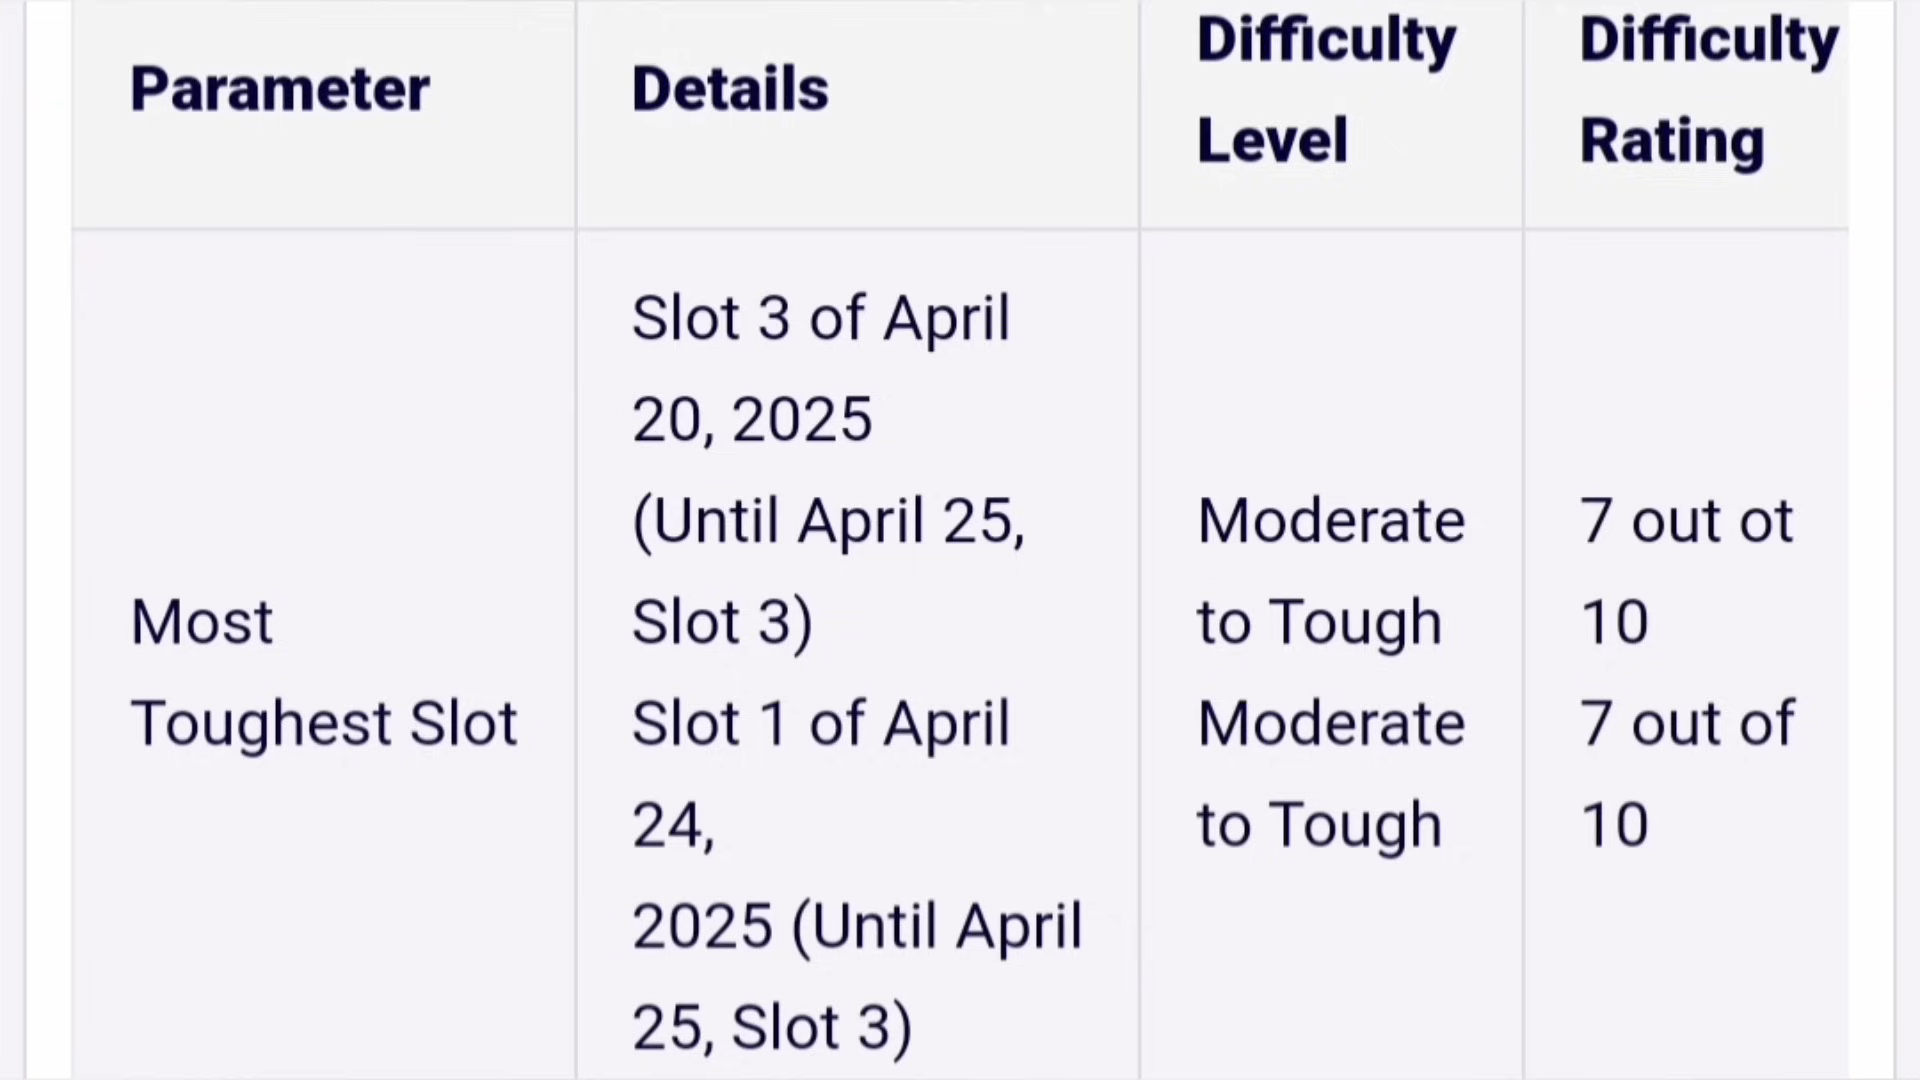 Parameter
Details
Difficulty
Level
Difficulty
Rating
Most
Toughest Slot
Slot 3 of April
20, 2025
(Until April 25,
Slot 3)
Slot 1 of April
24,
2025 (Until April
25, Slot 3)
Moderate
to Tough
Moderate
to Tough
7 out ot
10
7 out of
10